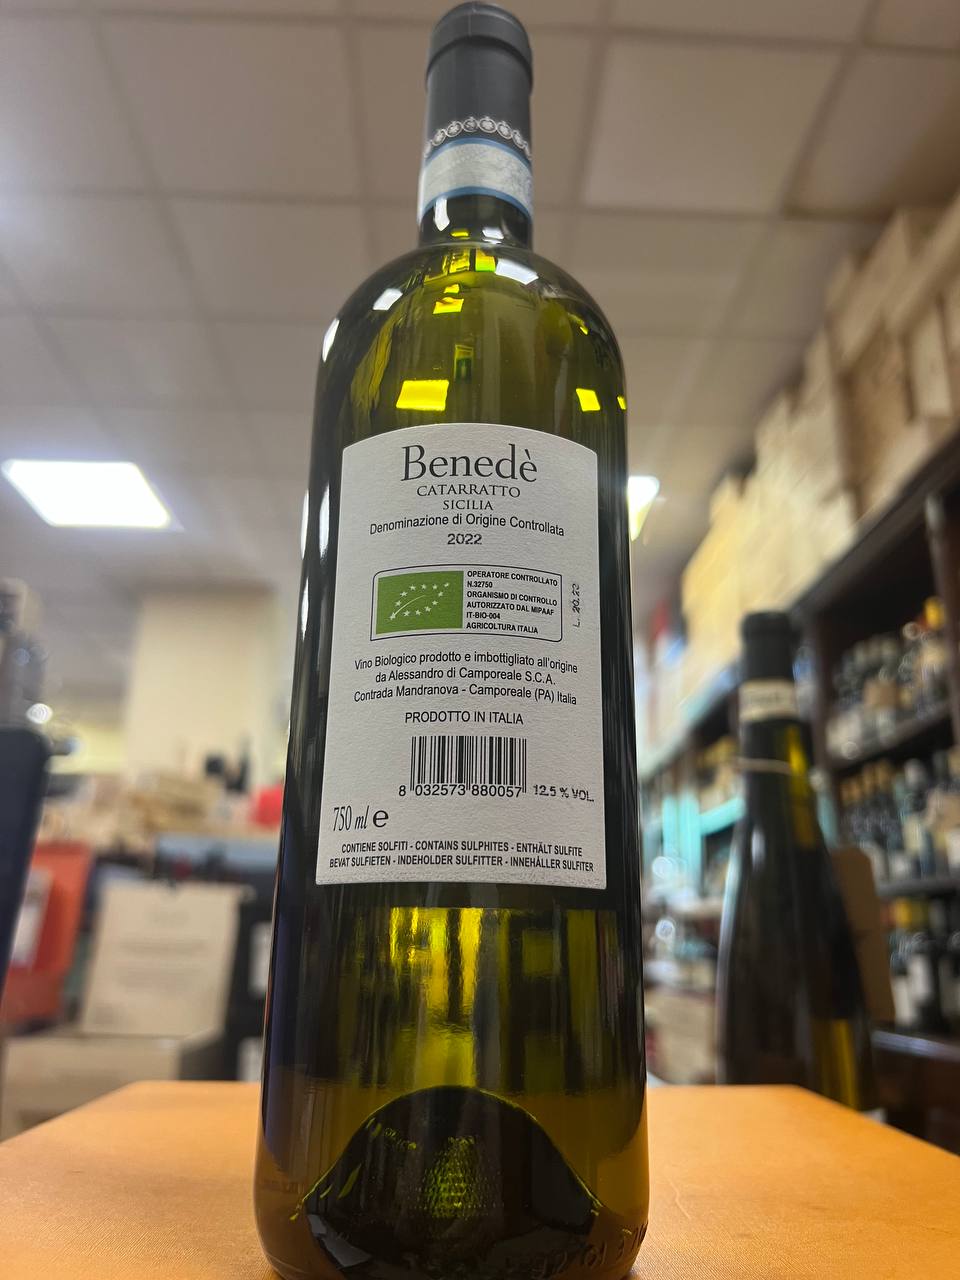 Benedè
CATARRATTO
SICILIA
Denominazione di Origine Controllata
2022
OPERATORE CONTROLLATO
N.32750
ORGANISMO DI CONTROLLO
AUTORIZZATO DAL MIPAAF
IT-BIO-004
AGRICOLTURA ITALIA
L. 20.22
Vino Biologico prodotto e imbottigliato all'origine
da Alessandro di Camporeale S.C.A.
Contrada Mandranova - Camporeale (PA) Italia
PRODOTTO IN ITALIA
8 032573 880057
12.5 % VOL.
750 ml e
CONTIENE SOLFITI - CONTAINS SULPHITES - ENTHÄLT SULFITE
BEVAT SULFIETEN - INDEHOLDER SULFITTER - INNEHÅLLER SULFITER